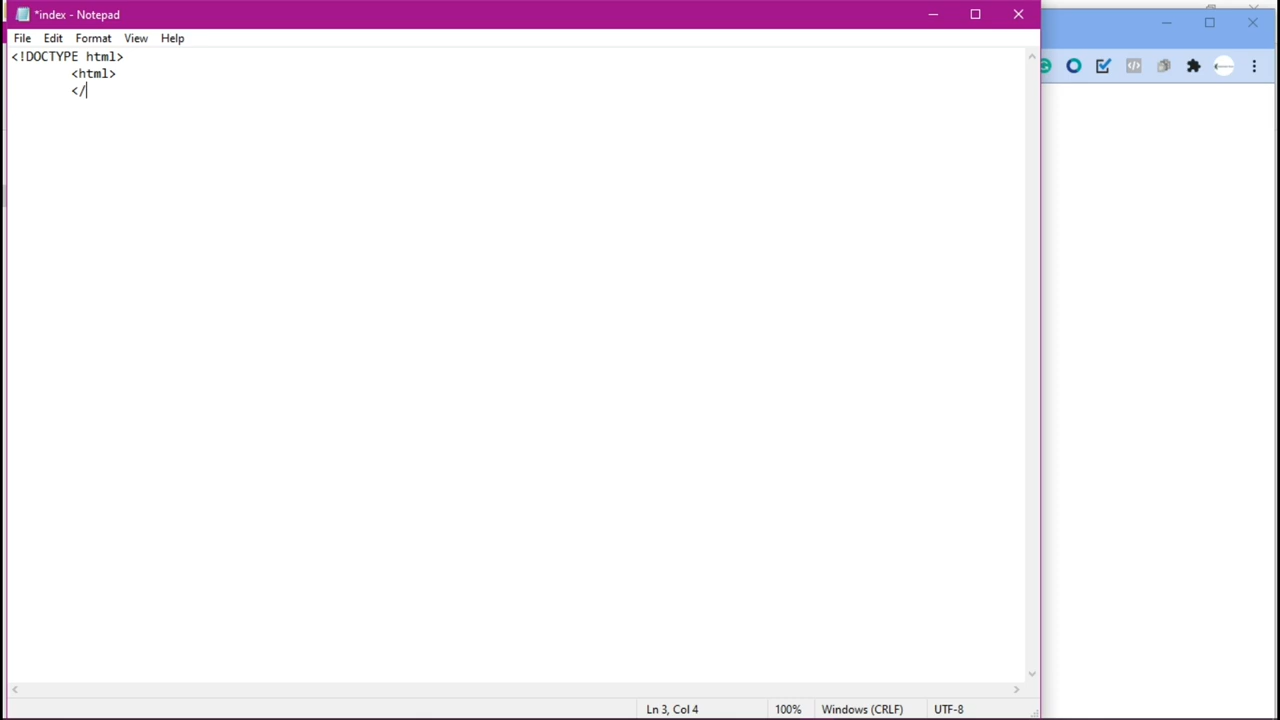 *index - Notepad
File Edit Format View Help
<!DOCTYPE html>
<html>
</
Ln 3, Col 4 100% Windows (CRLF) UTF-8